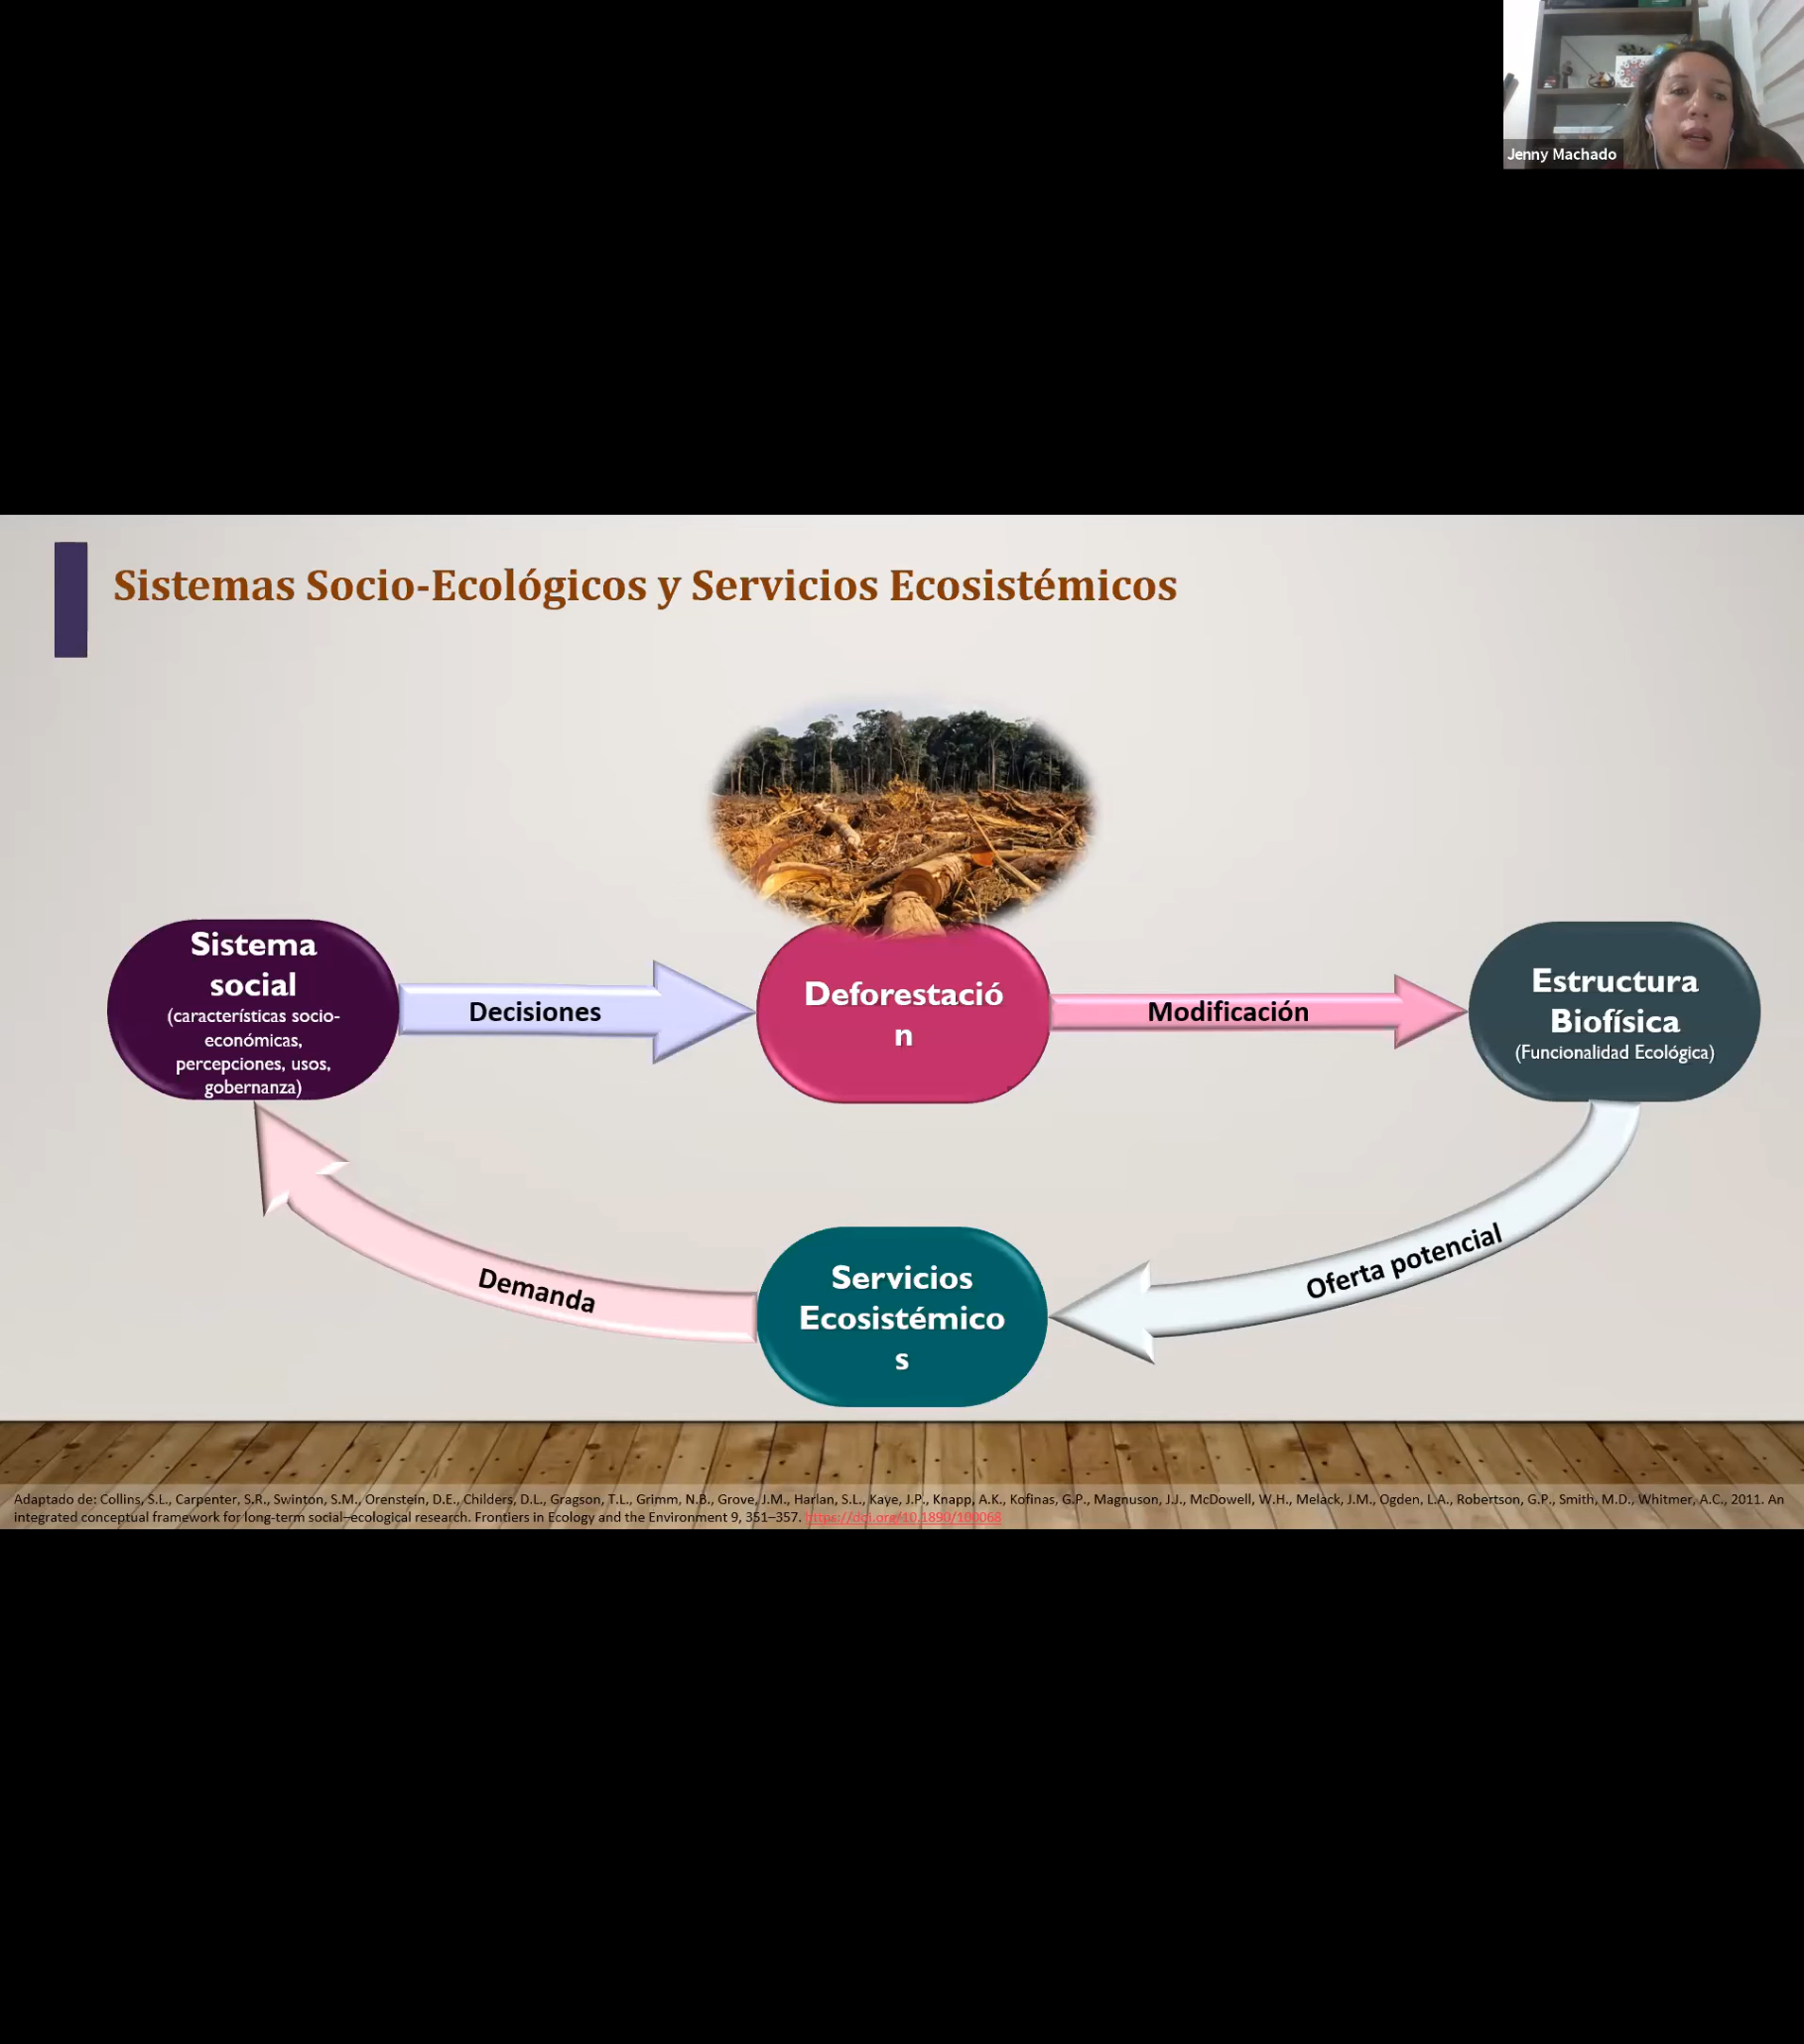 Jenny Machado
Sistemas Socio-Ecológicos y Servicios Ecosistémicos
Sistema
social
(características socio-
económicas,
percepciones, usos,
gobernanza)
Decisiones
Deforestació
n
Modificación
Estructura
Biofísica
(Funcionalidad Ecológica)
Oferta potencial
Servicios
Ecosistémico
s
Demanda
Adaptado de: Collins, S.L., Carpenter, S.R., Swinton, S.M., Orenstein, D.E., Childers, D.L., Gragson, T.L., Grimm, N.B., Grove, J.M., Harlan, S.L., Kaye, J.P., Knapp, A.K., Kofinas, G.P., Magnuson, J.J., McDowell, W.H., Melack, J.M., Ogden, L.A., Robertson, G.P., Smith, M.D., Whitmer, A.C., 2011. An
integrated conceptual framework for long-term social–ecological research. Frontiers in Ecology and the Environment 9, 351–357. https://doi.org/10.1890/100068